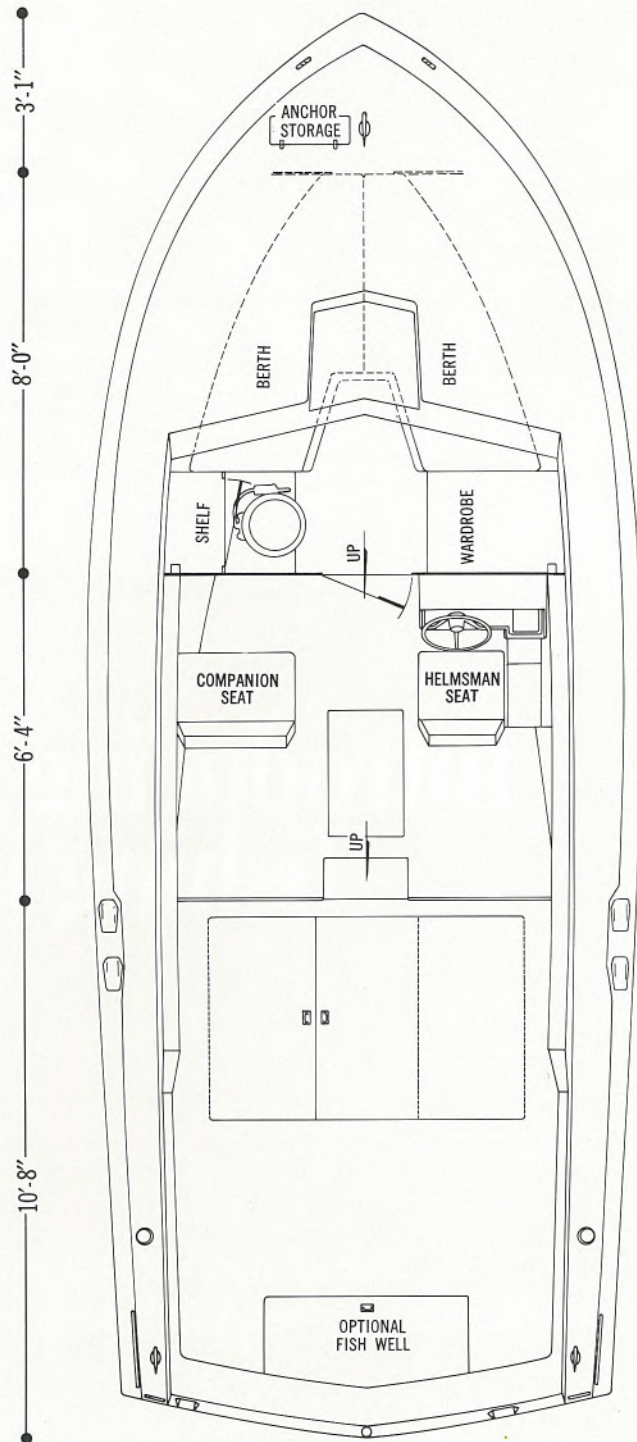 3'-1"
ANCHOR
STORAGE
8'-0"
BERTH
BERTH
SHELF
UP
WARDROBE
COMPANION
SEAT
HELMSMAN
SEAT
6'-4"
UP
10'-8"
OPTIONAL
FISH WELL